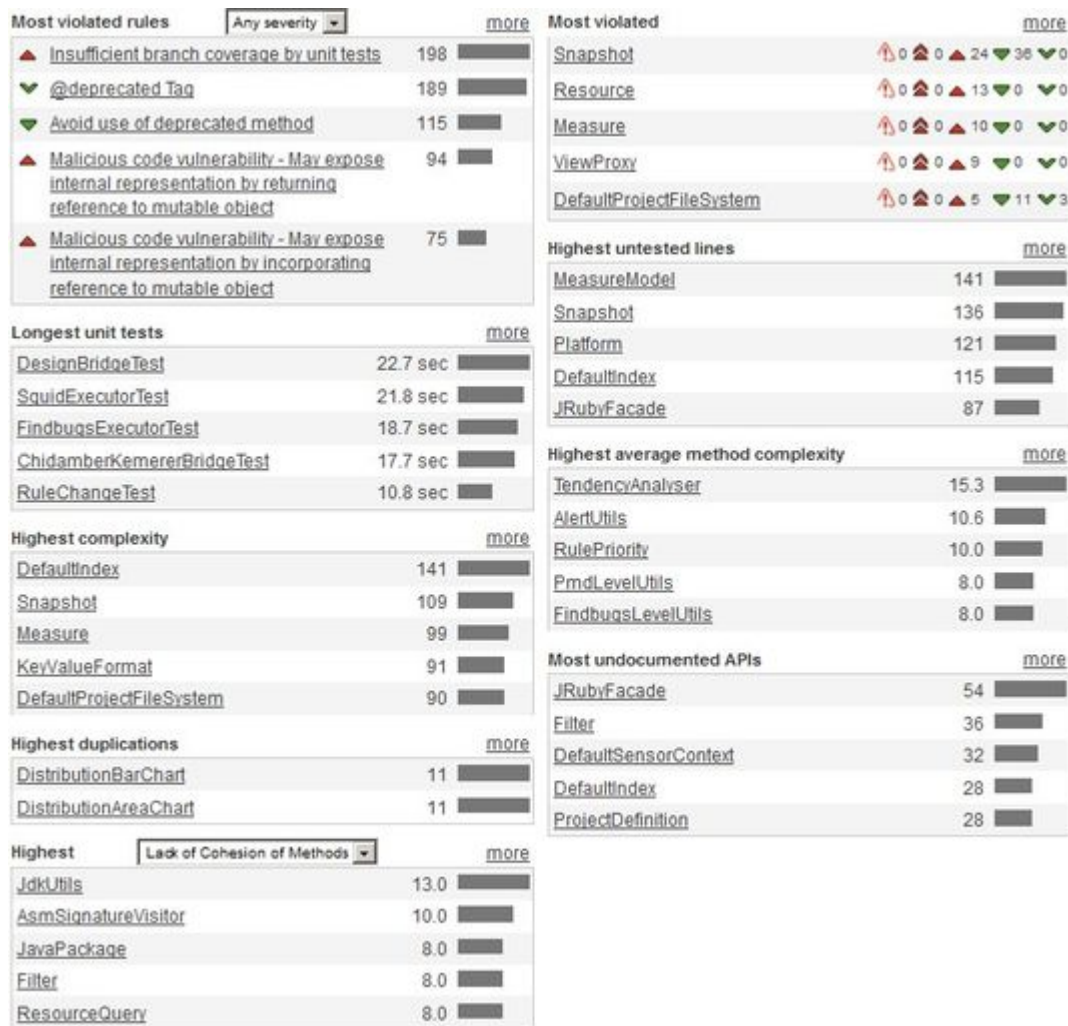 Most violated rules Any severity more
Insufficient branch coverage by unit tests 198
@deprecated Tag 189
Avoid use of deprecated method 115
Malicious code vulnerability - May expose 94
internal representation by returning
reference to mutable object
Malicious code vulnerability - May expose 75
internal representation by incorporating
reference to mutable object
Longest unit tests more
DesignBridgeTest 22.7 sec
SquidExecutorTest 21.8 sec
FindbugsExecutorTest 18.7 sec
ChidamberKemererBridgeTest 17.7 sec
RuleChangeTest 10.8 sec
Highest complexity more
DefaultIndex 141
Snapshot 109
Measure 99
KeyValueFormat 91
DefaultProjectFileSystem 90
Highest duplications more
DistributionBarChart 11
DistributionAreaChart 11
Highest Lack of Cohesion of Methods more
JdkUtils 13.0
AsmSignatureVisitor 10.0
JavaPackage 8.0
Filter 8.0
ResourceQuery 8.0
Most violated more
Snapshot 0 0 24 36 0
Resource 0 0 13 0 0
Measure 0 0 10 0 0
ViewProxy 0 0 9 0 0
DefaultProjectFileSystem 0 0 5 11 3
Highest untested lines more
MeasureModel 141
Snapshot 136
Platform 121
DefaultIndex 115
JRubyFacade 87
Highest average method complexity more
TendencyAnalyser 15.3
AlertUtils 10.6
RulePriority 10.0
PmdLevelUtils 8.0
FindbugsLevelUtils 8.0
Most undocumented APIs more
JRubyFacade 54
Filter 36
DefaultSensorContext 32
DefaultIndex 28
ProjectDefinition 28